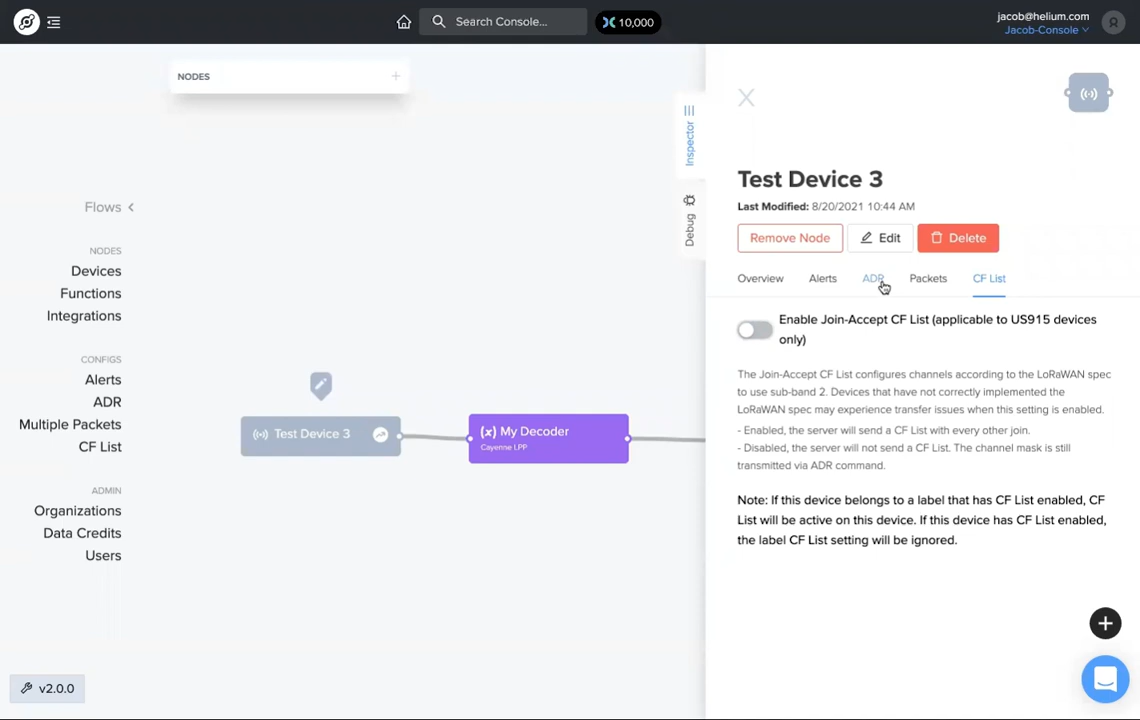 Search Console...
10,000
jacob@helium.com
Jacob-Console
NODES
Flows
NODES
Devices
Functions
Integrations
CONFIGS
Alerts
ADR
Multiple Packets
CF List
ADMIN
Organizations
Data Credits
Users
v2.0.0
Test Device 3
(x) My Decoder
Cayenne LPP
Inspector
Debug
X
Test Device 3
Last Modified: 8/20/2021 10:44 AM
Remove Node
Edit
Delete
Overview
Alerts
ADR
Packets
CF List
Enable Join-Accept CF List (applicable to US915 devices
only)
The Join-Accept CF List configures channels according to the LoRaWAN spec
to use sub-band 2. Devices that have not correctly implemented the
LoRaWAN spec may experience transfer issues when this setting is enabled.
- Enabled, the server will send a CF List with every other join.
- Disabled, the server will not send a CF List. The channel mask is still
transmitted via ADR command.
Note: If this device belongs to a label that has CF List enabled, CF
List will be active on this device. If this device has CF List enabled,
the label CF List setting will be ignored.